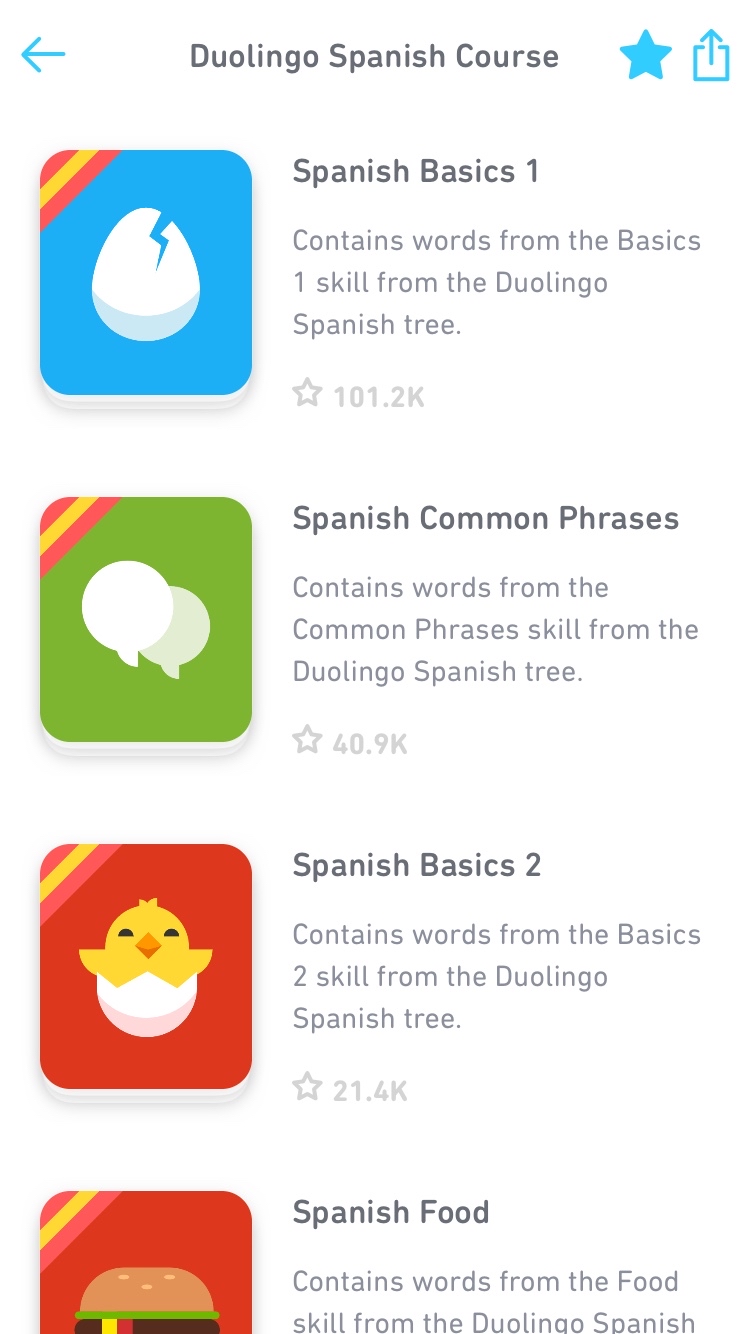 Duolingo Spanish Course
Spanish Basics 1
Contains words from the Basics
1 skill from the Duolingo
Spanish tree.
101.2K
Spanish Common Phrases
Contains words from the
Common Phrases skill from the
Duolingo Spanish tree.
40.9K
Spanish Basics 2
Contains words from the Basics
2 skill from the Duolingo
Spanish tree.
21.4K
Spanish Food
Contains words from the Food
skill from the Duolingo Spanish